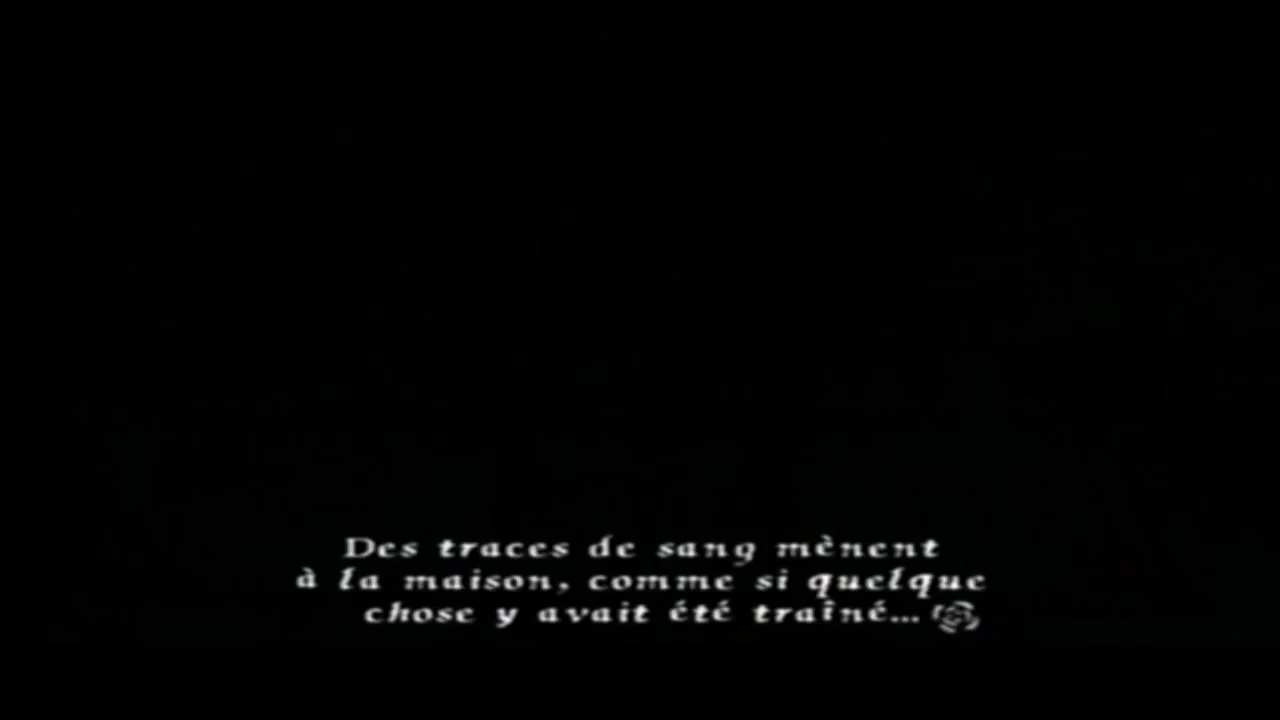 Des traces de sang mènent
à la maison, comme si quelque
chose y avait été traîné...